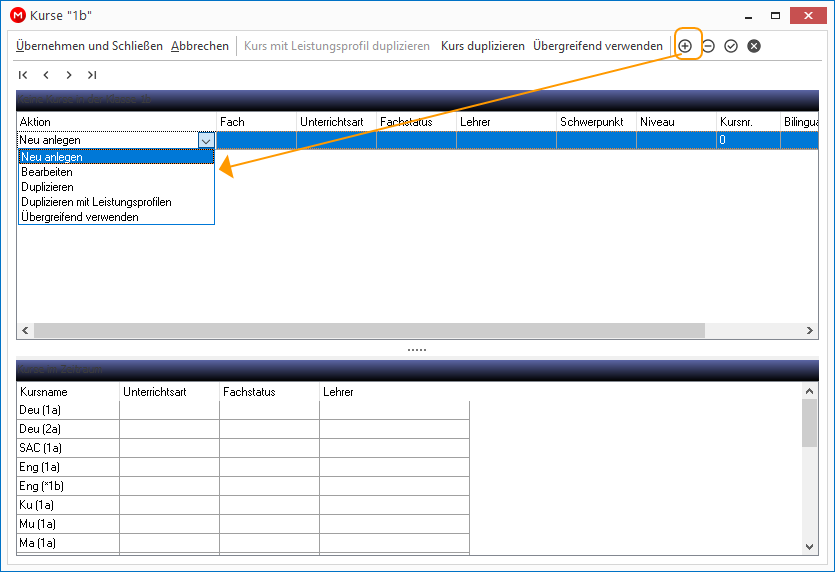 M Kurse "1b"
Übernehmen und Schließen Abbrechen Kurs mit Leistungsprofil duplizieren Kurs duplizieren Übergreifend verwenden
Aktion Fach Unterrichtsart Fachstatus Lehrer Schwerpunkt Niveau Kursnr. Bilingua
Neu anlegen 0
Neu anlegen
Bearbeiten
Duplizieren
Duplizieren mit Leistungsprofilen
Übergreifend verwenden
Kursname Unterrichtsart Fachstatus Lehrer
Deu (1a)
Deu (2a)
SAC (1a)
Eng (1a)
Eng (*1b)
Ku (1a)
Mu (1a)
Ma (1a)